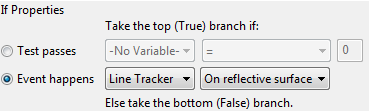 If Properties
Take the top (True) branch if:
Test passes -No Variable- = 0
Event happens Line Tracker On reflective surface
Else take the bottom (False) branch.